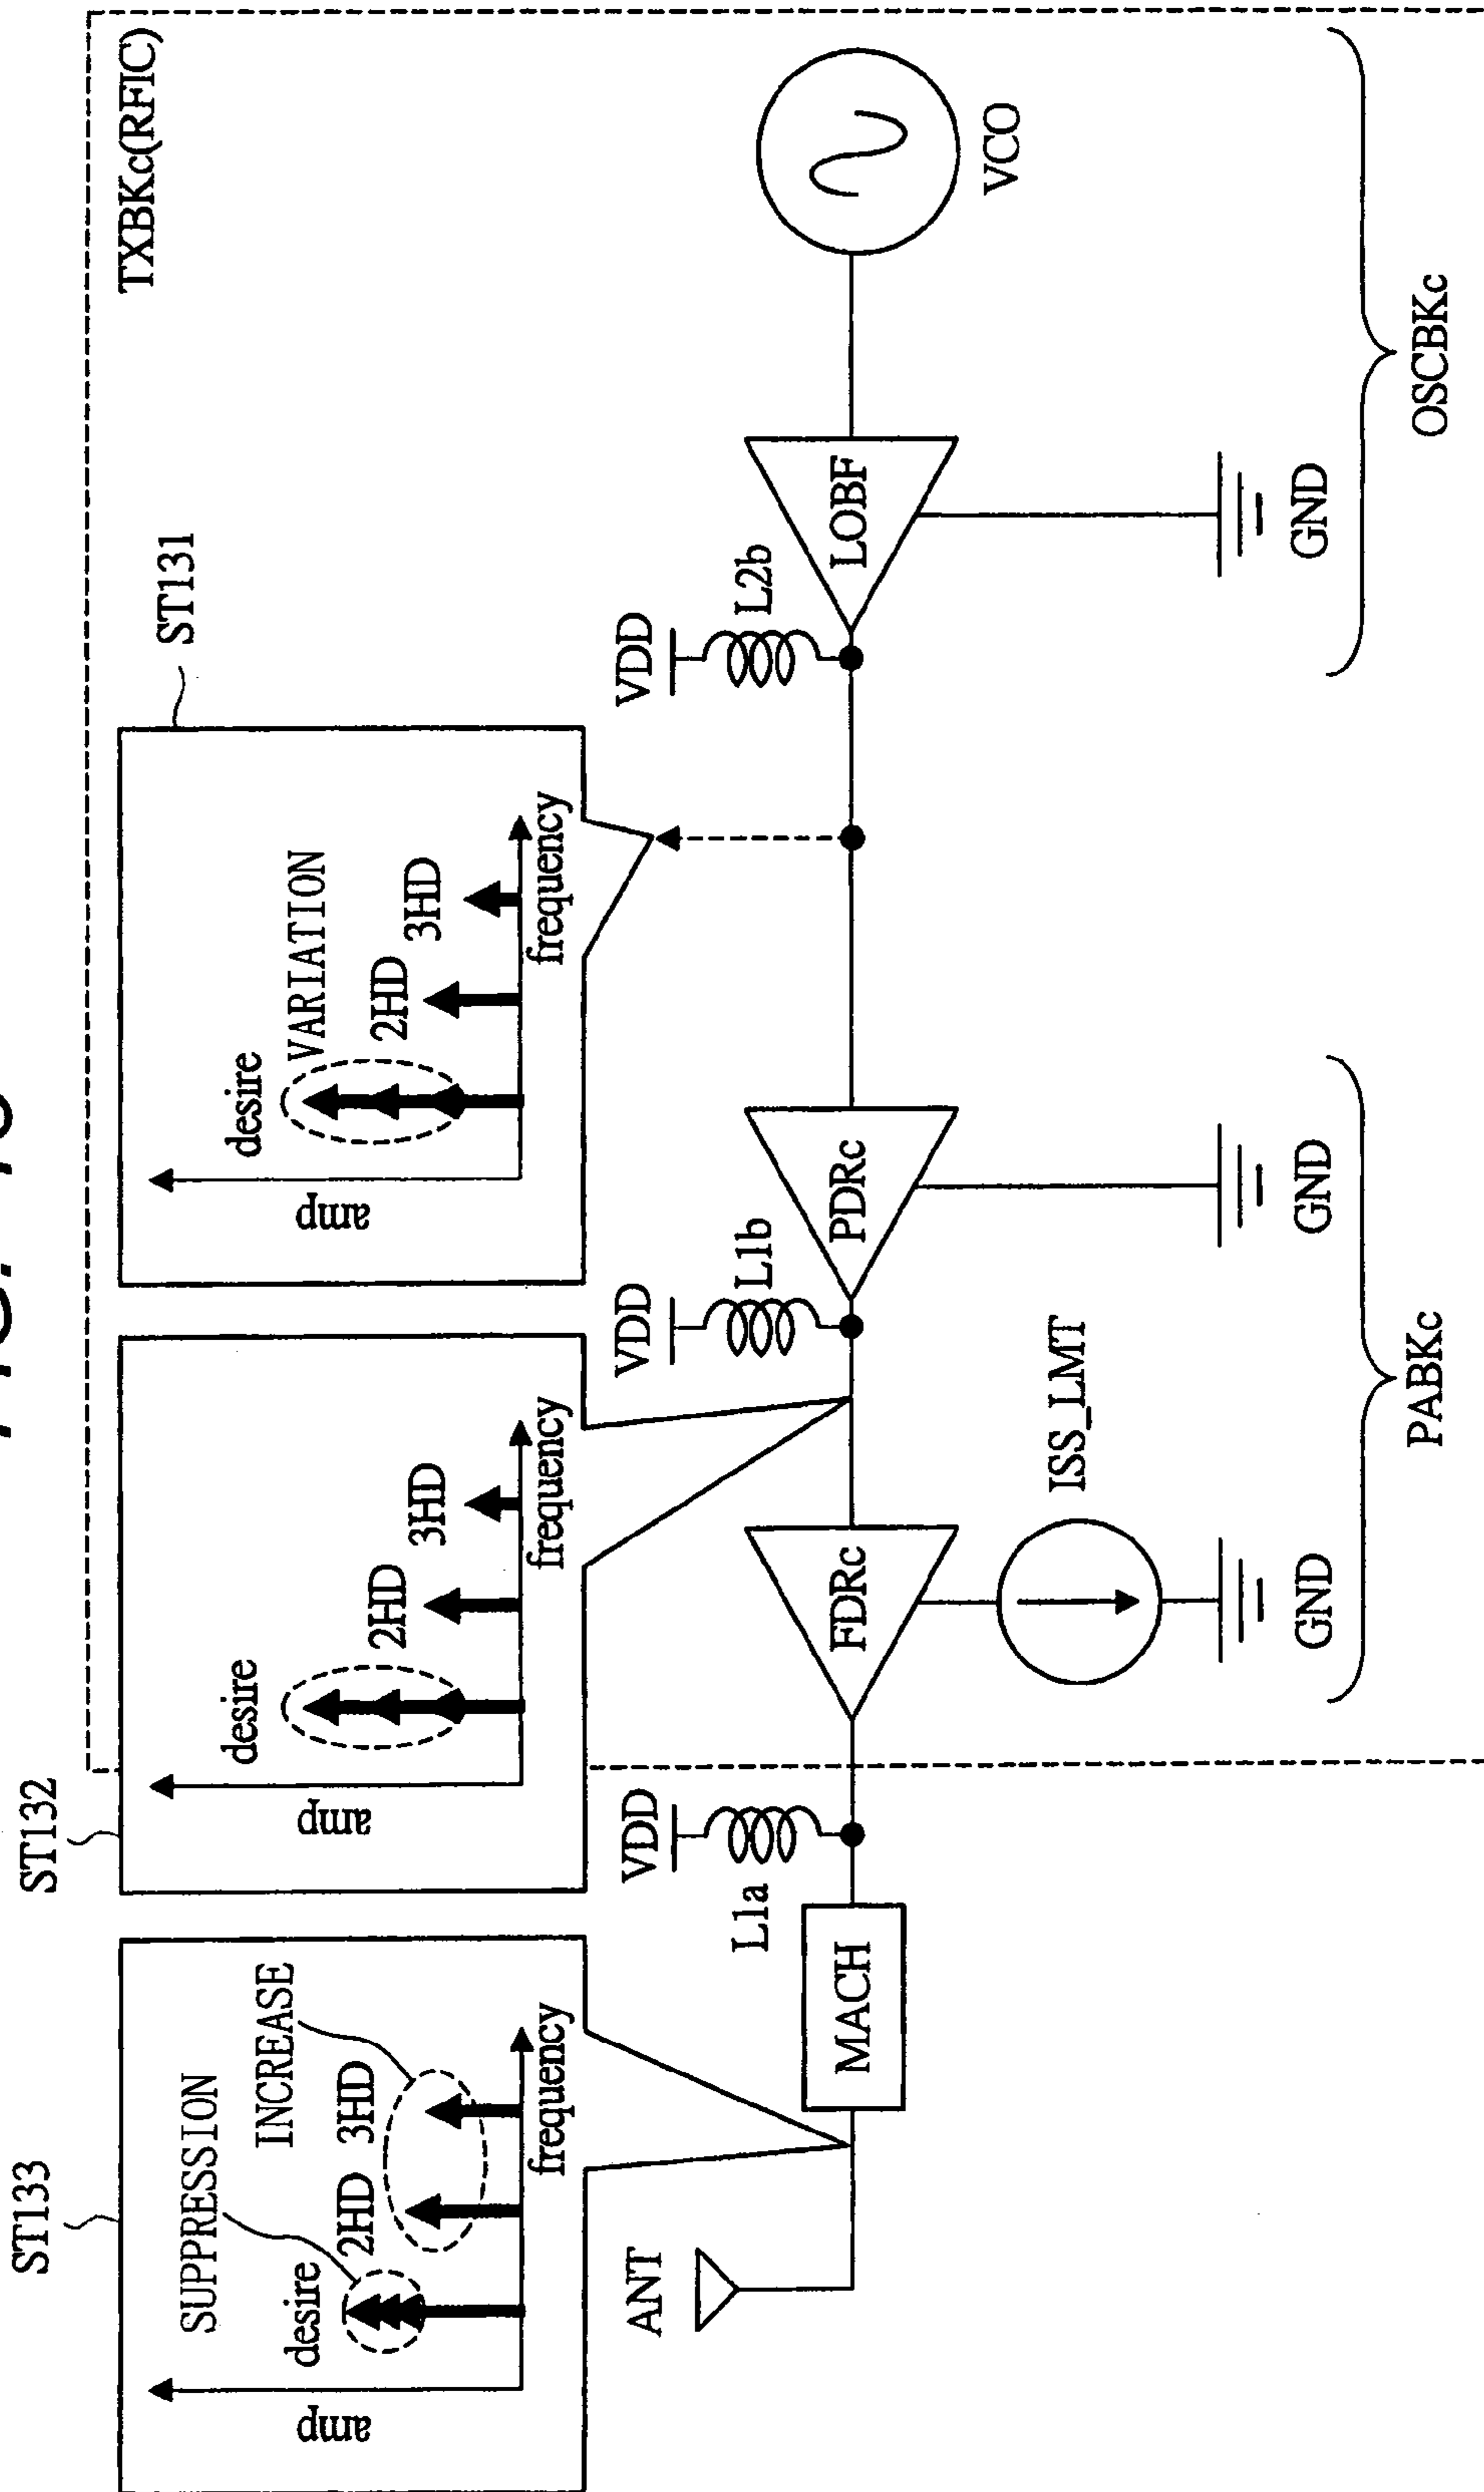 TXBKc(RFIC)
ST133
ST132
ST131
SUPPRESSION
INCREASE
amp
desire
2HD
3HD
frequency
amp
desire
2HD
3HD
frequency
amp
desire
VARIATION
2HD
3HD
frequency
ANT
MACH
L1a
VDD
FDRc
ISS_LMT
GND
VDD
L1b
PDRc
GND
VDD
L2b
LOBF
GND
VCO
PABKc
OSCBKc